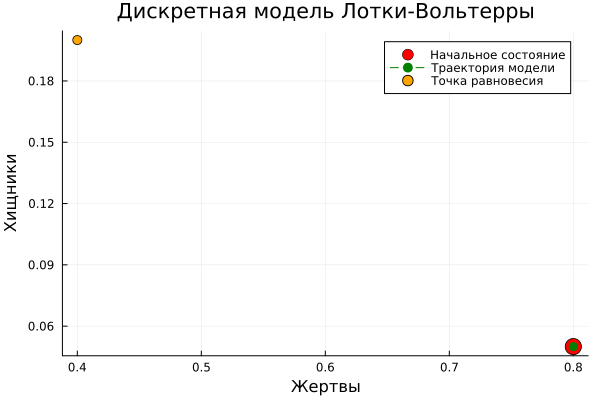 Дискретная модель Лотки-Вольтерры
Начальное состояние
Траектория модели
Точка равновесия
Хищники
0.18
0.15
0.12
0.09
0.06
0.4 0.5 0.6 0.7 0.8
Жертвы